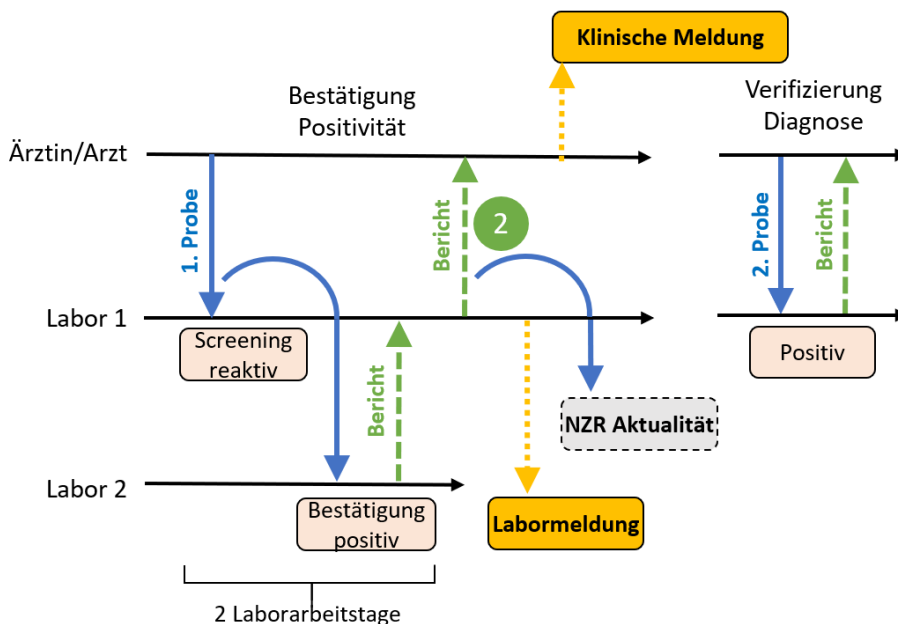 Klinische Meldung
Bestätigung
Positivität
Verifizierung
Diagnose
Ärztin/Arzt
1. Probe
Bericht
2
2. Probe
Bericht
Labor 1
Screening
reaktiv
Bericht
Positiv
NZR Aktualität
Labor 2
Bestätigung
positiv
Labormeldung
2 Laborarbeitstage